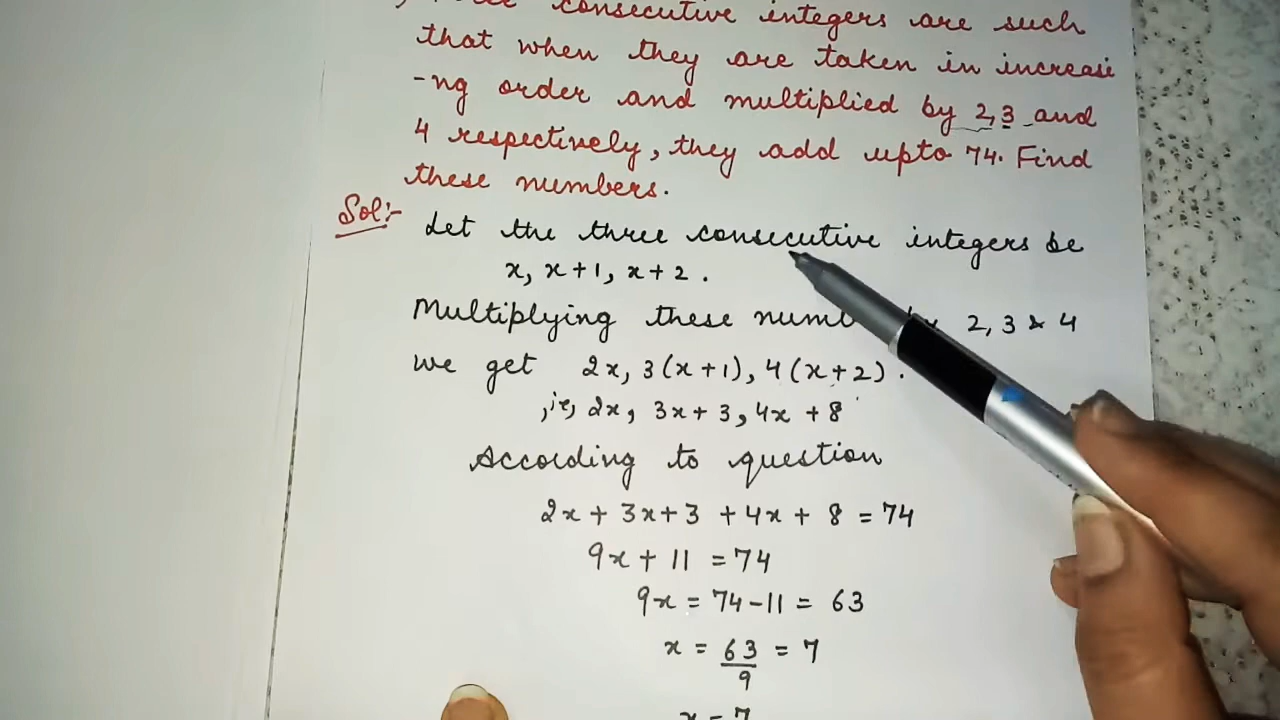 consecutive integers are such
that when they are taken in increasi
-ng order and multiplied by 2, 3 and
4 respectively, they add upto 74. Find
these numbers.
Sol:- Let the three consecutive integers be
x, x+1, x+2.
Multiplying these 2, 3 & 4
we get 2x, 3(x+1), 4(x+2).
ie, 2x, 3x+3, 4x+8
According to question
2x + 3x+3 +4x + 8 = 74
9x + 11 = 74
9x = 74-11 = 63
x = 63/9 = 7
x = 7